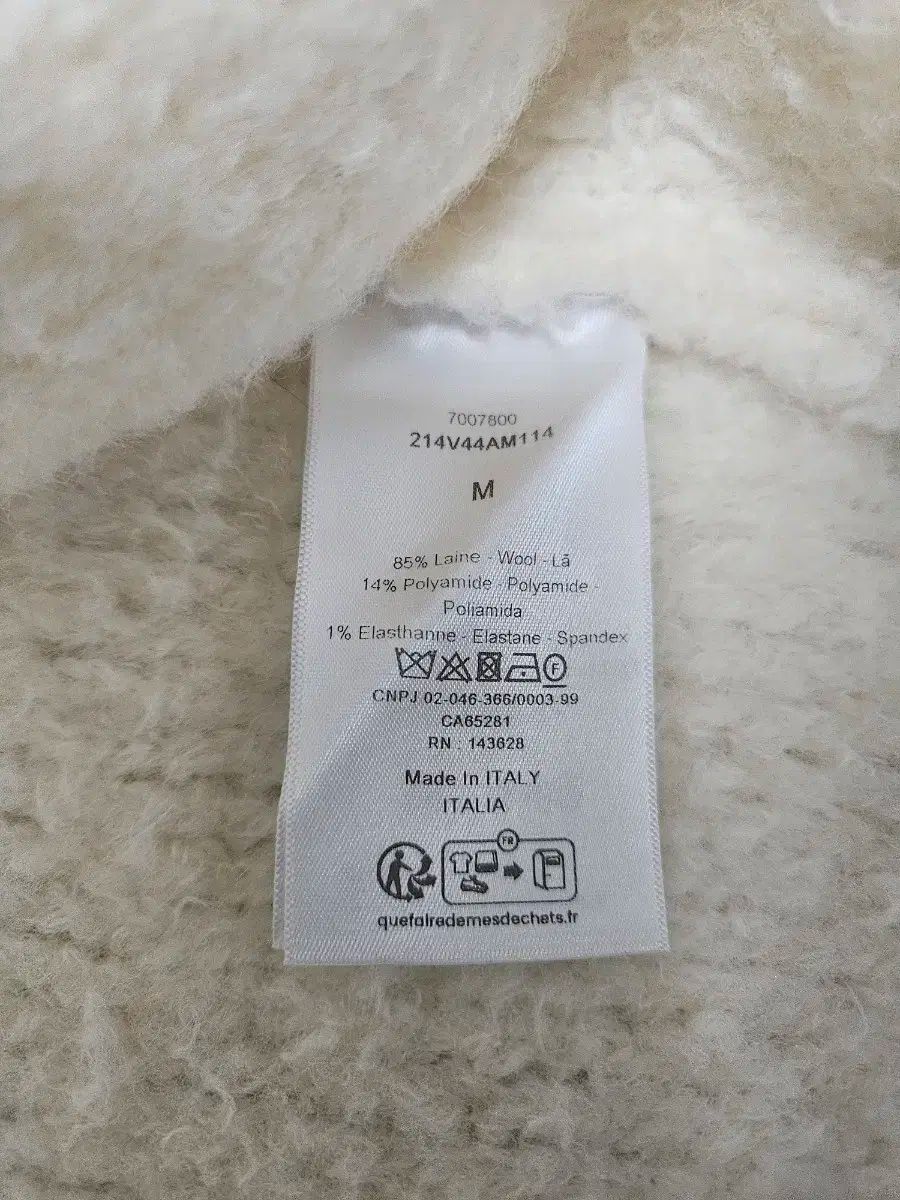 7007800
214V44AM114
M
85% Laine - Wool - Lã
14% Polyamide - Polyamide -
Poliamida
1% Elasthanne - Elastane - Spandex
F
CNPJ 02-046-366/0003-99
CA65281
RN : 143628
Made In ITALY
ITALIA
FR
quefairedemesdechets.fr